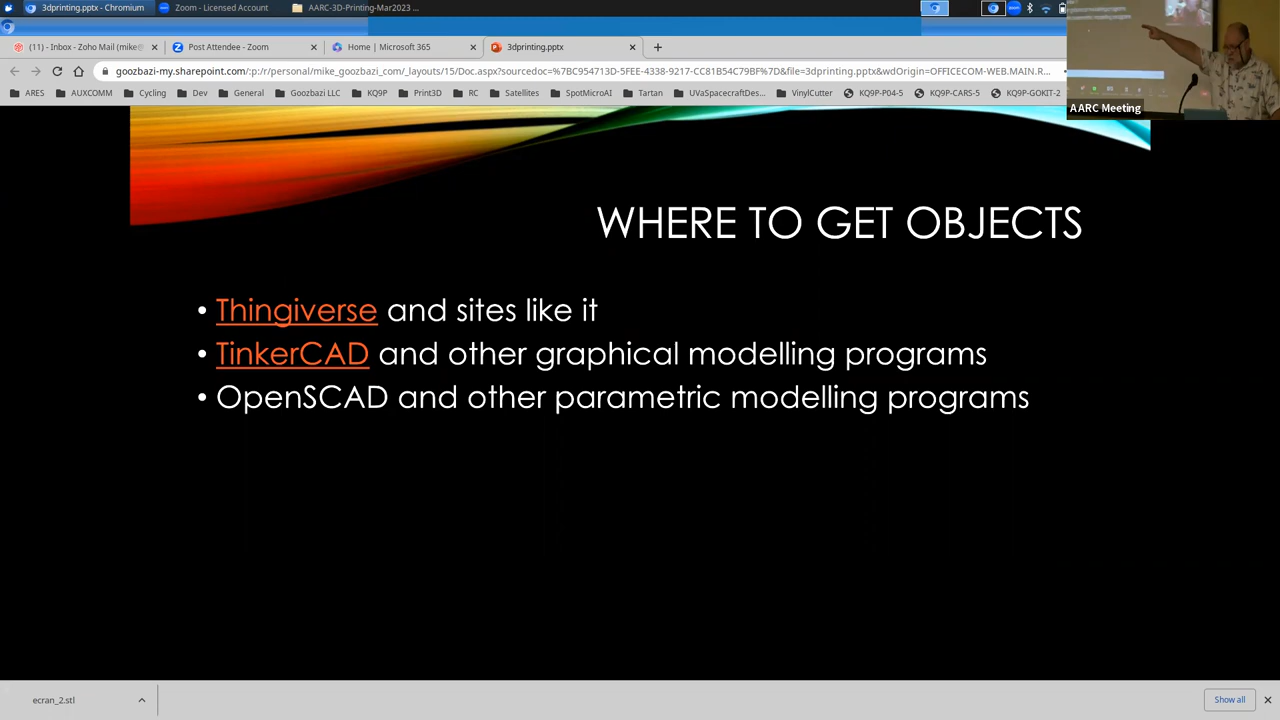 3dprinting.pptx - Chromium
Zoom - Licensed Account
AARC-3D-Printing-Mar2023 ...
(11) - Inbox - Zoho Mail (mike@
Post Attendee - Zoom
Home | Microsoft 365
3dprinting.pptx
goozbazi-my.sharepoint.com/:p:/r/personal/mike_goozbazi_com/_layouts/15/Doc.aspx?sourcedoc=%7BC954713D-5FEE-4338-9217-CC81B54C79BF%7D&file=3dprinting.pptx&wdOrigin=OFFICECOM-WEB.MAIN.R...
ARES
AUXCOMM
Cycling
Dev
General
Goozbazi LLC
KQ9P
Print3D
RC
Satellites
SpotMicroAI
Tartan
UVaSpacecraftDes...
VinylCutter
KQ9P-P04-5
KQ9P-CARS-5
KQ9P-GOKIT-2
AARC Meeting
WHERE TO GET OBJECTS
• Thingiverse and sites like it
• TinkerCAD and other graphical modelling programs
• OpenSCAD and other parametric modelling programs
ecran_2.stl
Show all